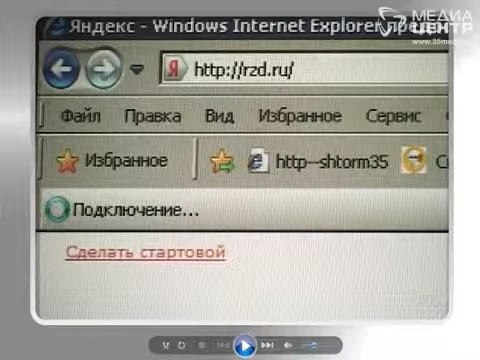 МЕДИА
ЦЕНТР
Яндекс - Windows Internet Explorer
http://rzd.ru/
Файл Правка Вид Избранное Сервис
Избранное http--shtorm35
Подключение...
Сделать стартовой